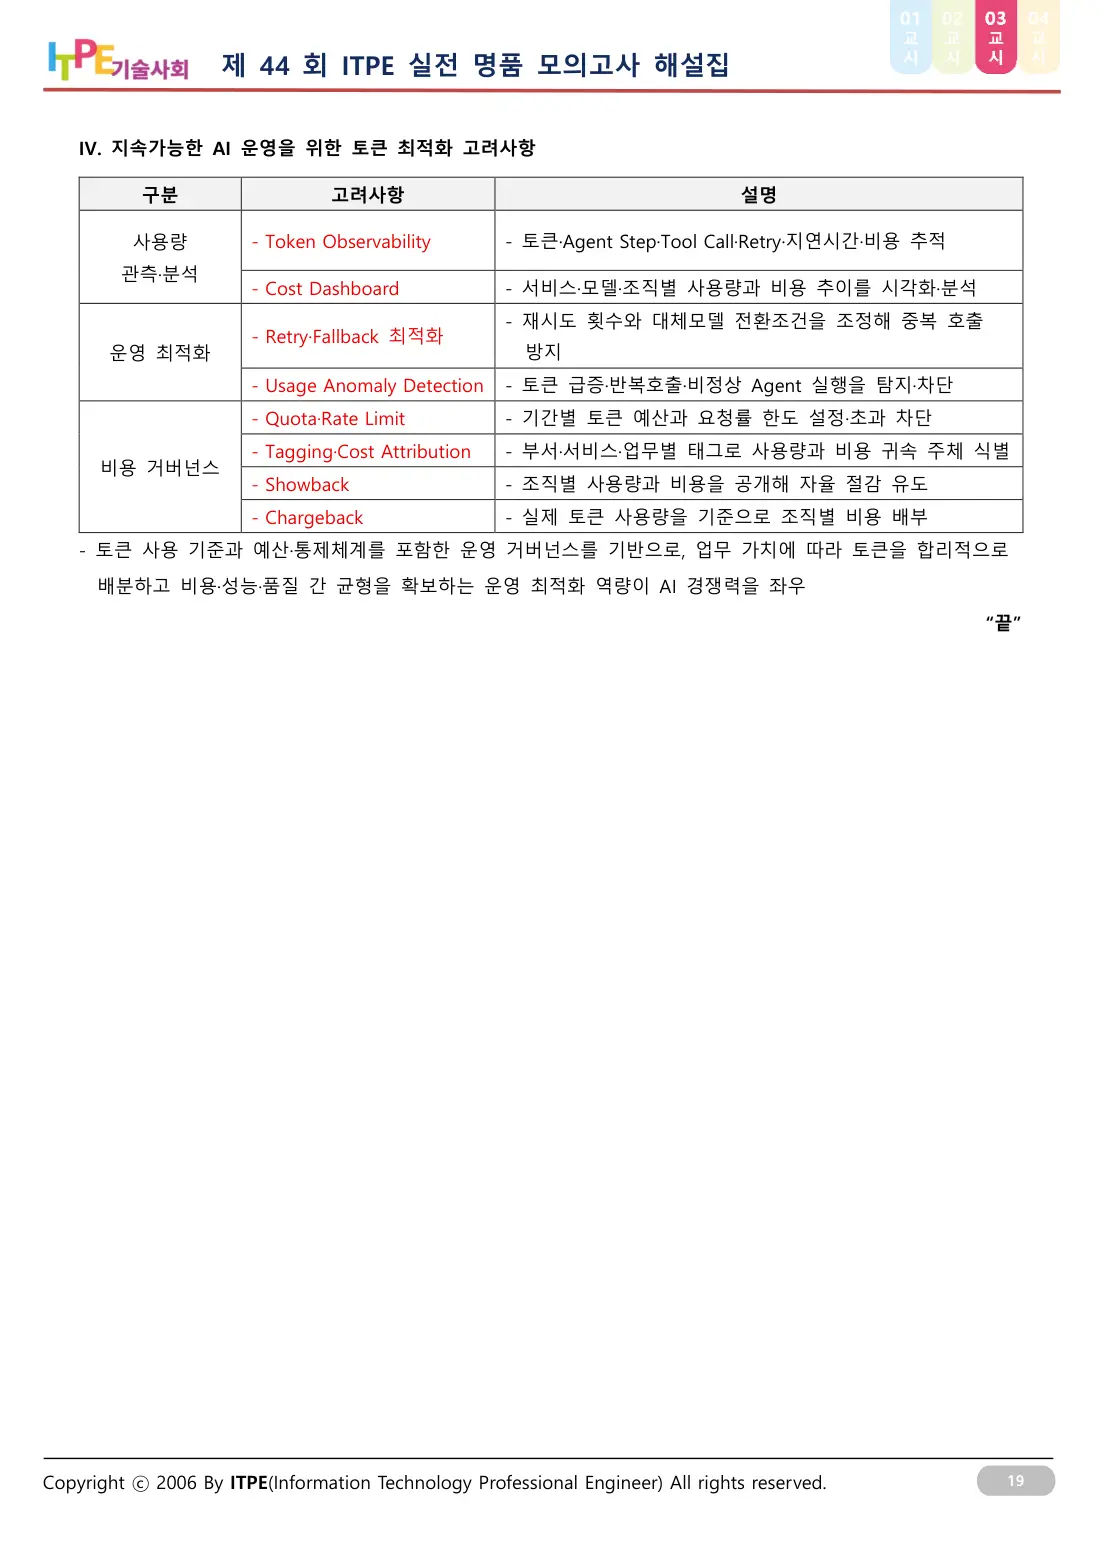 01 교 시
02 교 시
03 교 시
04 교 시
ITPE기술사회
제 44 회 ITPE 실전 명품 모의고사 해설집
IV. 지속가능한 AI 운영을 위한 토큰 최적화 고려사항
구분 고려사항 설명
사용량
관측·분석
- Token Observability - 토큰·Agent Step·Tool Call·Retry·지연시간·비용 추적
- Cost Dashboard - 서비스·모델·조직별 사용량과 비용 추이를 시각화·분석
운영 최적화
- Retry·Fallback 최적화 - 재시도 횟수와 대체모델 전환조건을 조정해 중복 호출
방지
- Usage Anomaly Detection - 토큰 급증·반복호출·비정상 Agent 실행을 탐지·차단
비용 거버넌스
- Quota·Rate Limit - 기간별 토큰 예산과 요청률 한도 설정·초과 차단
- Tagging·Cost Attribution - 부서·서비스·업무별 태그로 사용량과 비용 귀속 주체 식별
- Showback - 조직별 사용량과 비용을 공개해 자율 절감 유도
- Chargeback - 실제 토큰 사용량을 기준으로 조직별 비용 배부
- 토큰 사용 기준과 예산·통제체계를 포함한 운영 거버넌스를 기반으로, 업무 가치에 따라 토큰을 합리적으로
배분하고 비용·성능·품질 간 균형을 확보하는 운영 최적화 역량이 AI 경쟁력을 좌우
“끝”
Copyright ⓒ 2006 By ITPE(Information Technology Professional Engineer) All rights reserved.
19